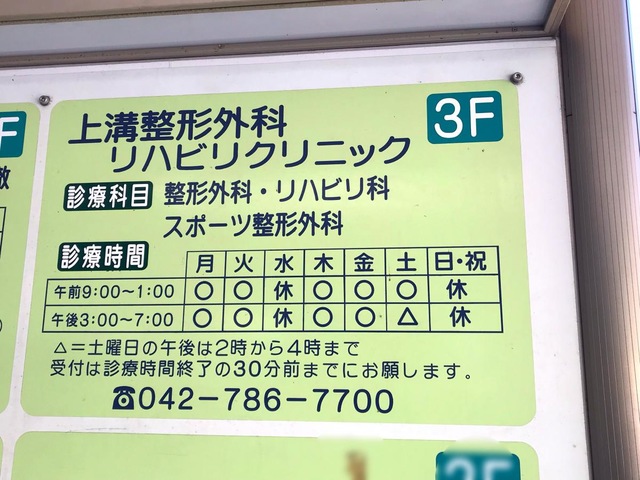 3F
上溝整形外科
リハビリクリニック
診療科目 整形外科・リハビリ科
スポーツ整形外科
診療時間
月 火 水 木 金 土 日・祝
午前9:00〜1:00 ○ ○ 休 ○ ○ ○ 休
午後3:00〜7:00 ○ ○ 休 ○ ○ △ 休
△=土曜日の午後は2時から4時まで
受付は診療時間終了の30分前までにお願します。
☎042-786-7700
F